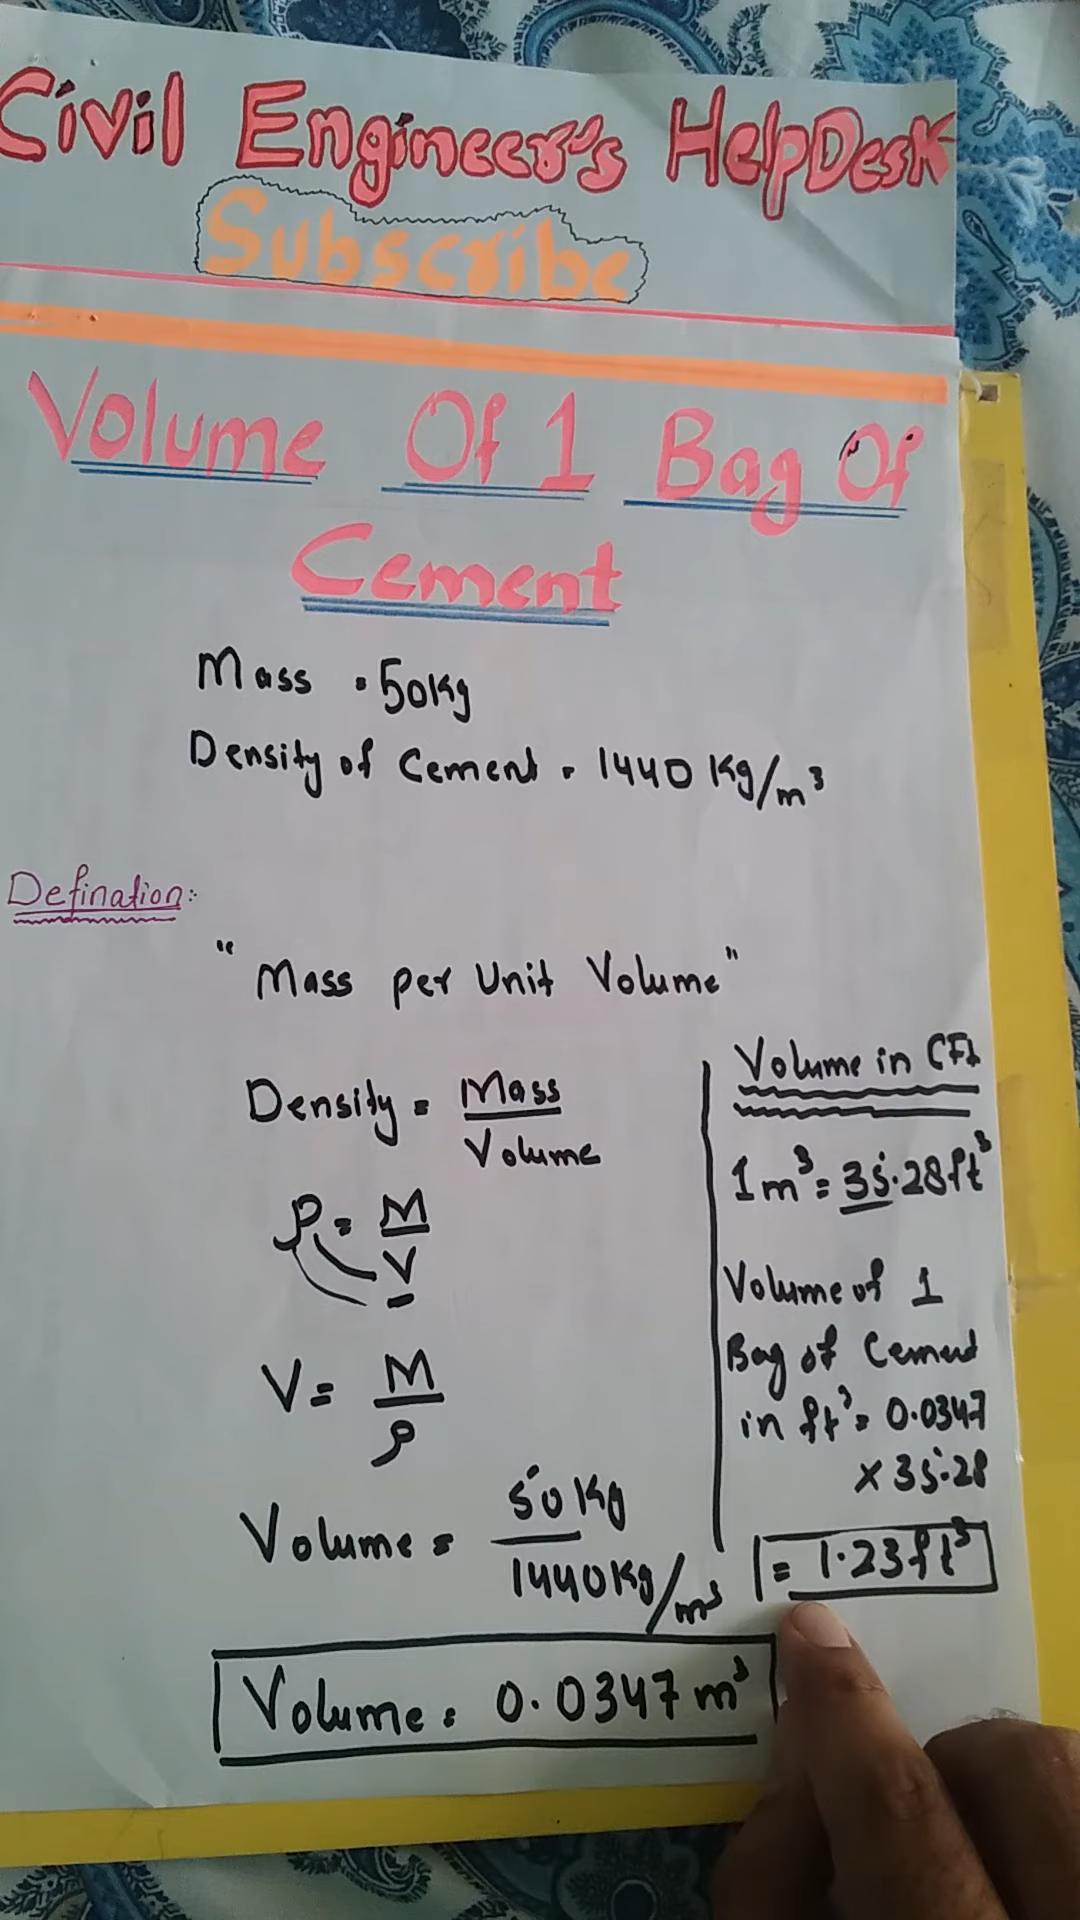 Civil Engineer's HelpDesk
Subscribe
Volume Of 1 Bag Of
Cement
Mass = 50Kg
Density of Cement = 1440 Kg/m³
Defination:
"Mass per Unit Volume"
Density = Mass
Volume
ρ = M
V
V = M
ρ
Volume = 50 Kg
1440 Kg/m³
Volume = 0.0347 m³
Volume in CFt
1m³ = 35.28ft³
Volume of 1
Bag of Cement
in ft³ = 0.0347
x 35.28
= 1.23ft³